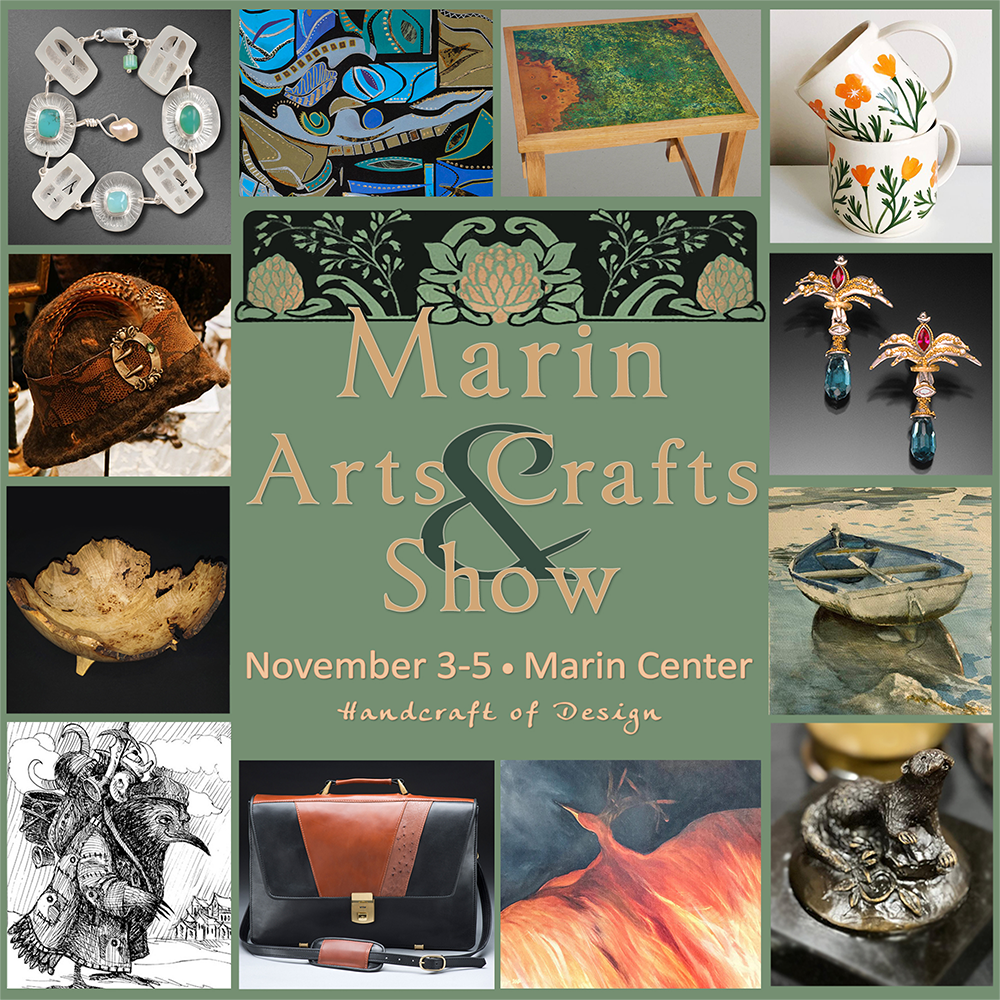 Marin
Arts & Crafts
Show
November 3-5 • Marin Center
Handcraft of Design